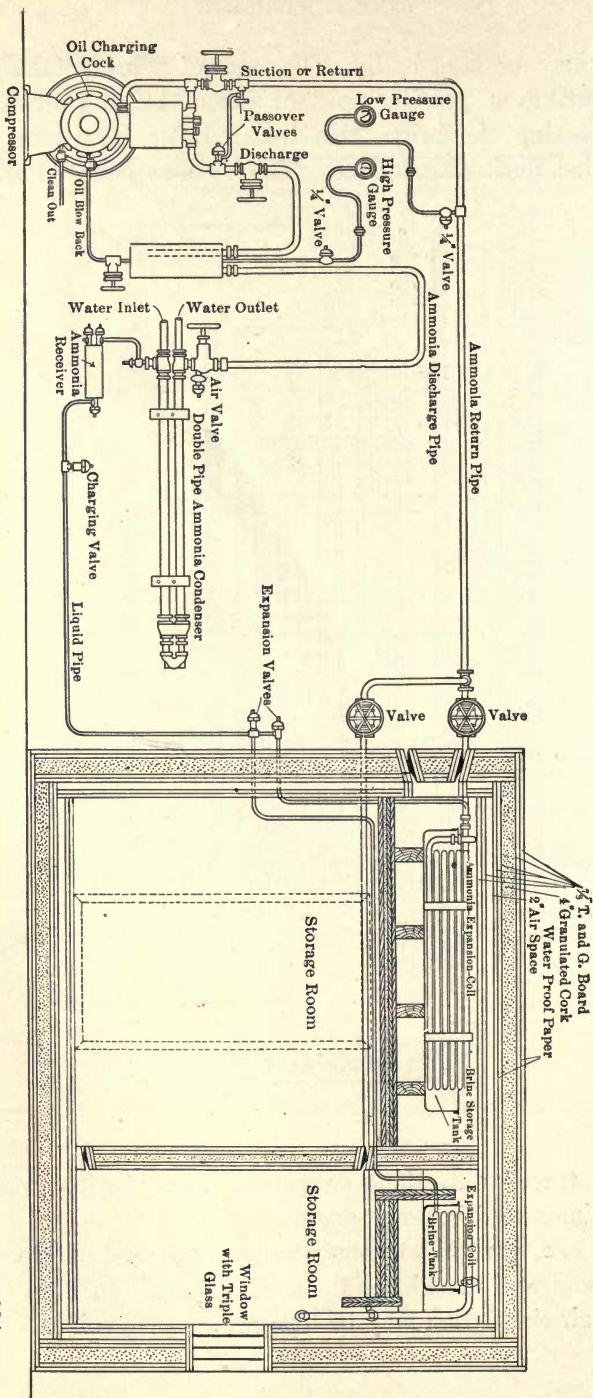 Oil Charging
Cock
Suction or Return
Low Pressure
Gauge
Passover
Valves
Discharge
High Pressure
Gauge
¼" Valve
¼" Valve
Compressor
Clean Out
Oil Blow Back
Water Inlet
Water Outlet
Ammonia
Receiver
Air Valve
Double Pipe Ammonia Condenser
Ammonia Discharge Pipe
Ammonia Return Pipe
Charging Valve
Liquid Pipe
Expansion Valves
Valve
Valve
⅞" T. and G. Board
4" Granulated Cork
Water Proof Paper
2" Air Space
Ammonia Expansion Coil
Brine Storage
Tank
Storage Room
Storage Room
Expansion Coil
Brine Tank
Window
with Triple
Glass